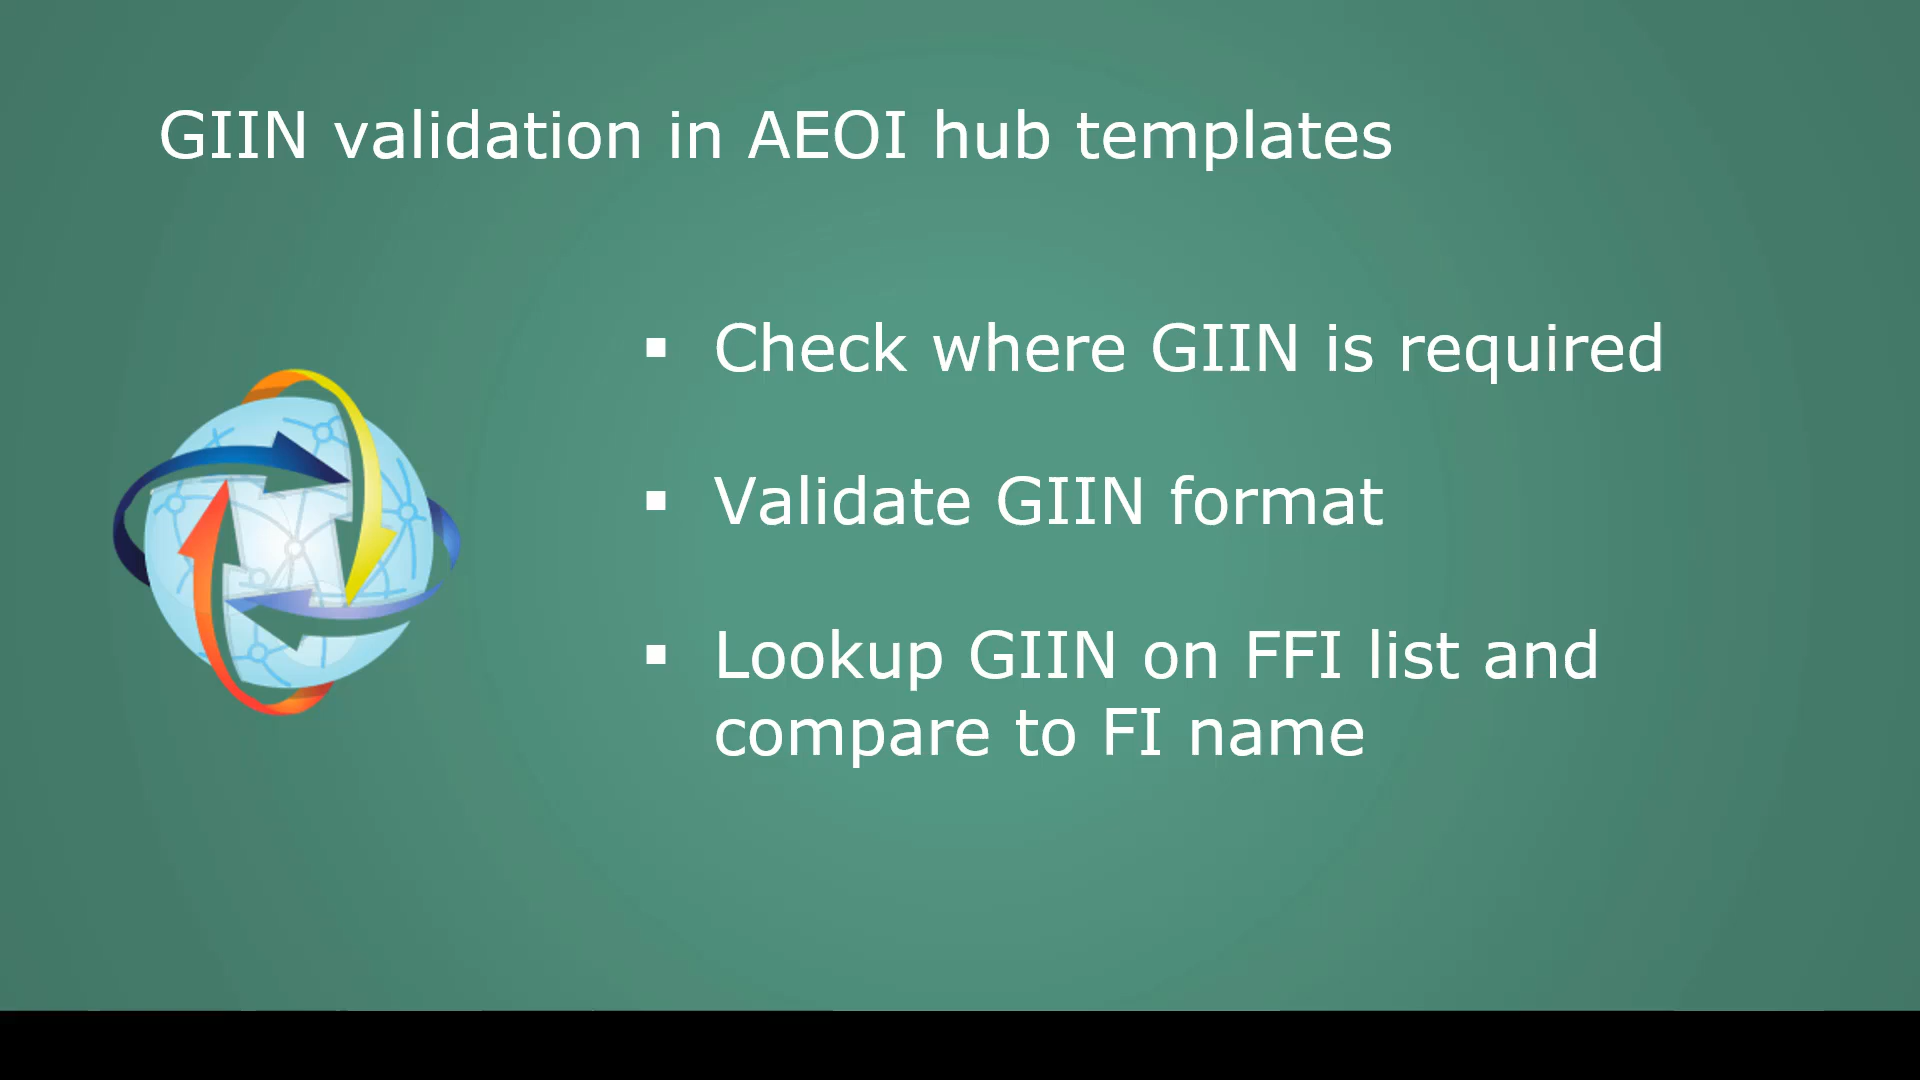 GIIN validation in AEOI hub templates
▪ Check where GIIN is required
▪ Validate GIIN format
▪ Lookup GIIN on FFI list and
compare to FI name